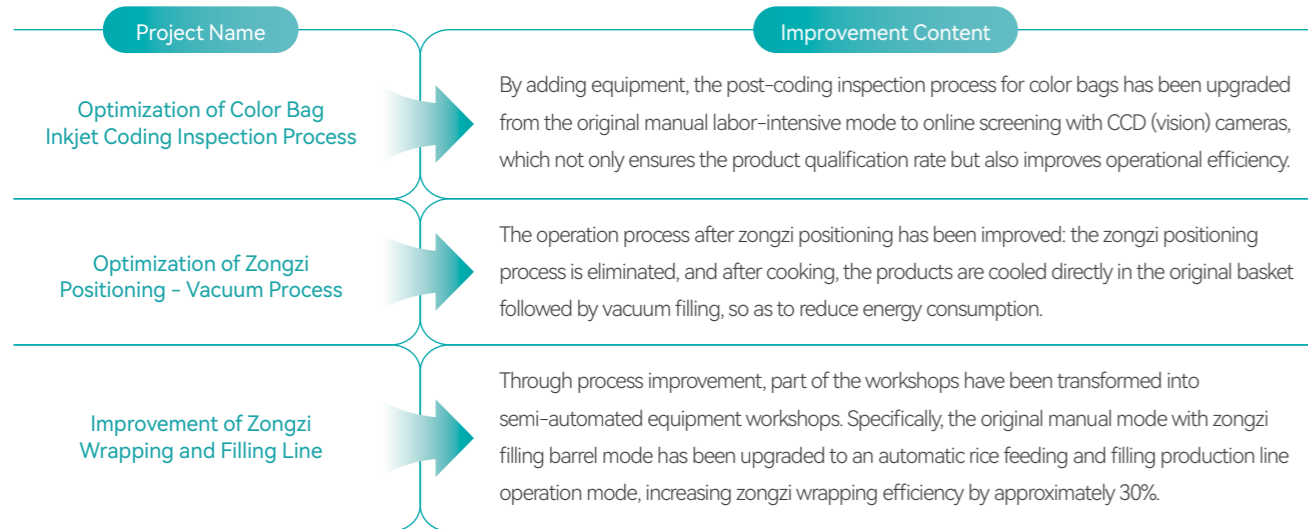 Project Name
Improvement Content
Optimization of Color Bag
Inkjet Coding Inspection Process
By adding equipment, the post-coding inspection process for color bags has been upgraded
from the original manual labor-intensive mode to online screening with CCD (vision) cameras,
which not only ensures the product qualification rate but also improves operational efficiency.
Optimization of Zongzi
Positioning - Vacuum Process
The operation process after zongzi positioning has been improved: the zongzi positioning
process is eliminated, and after cooking, the products are cooled directly in the original basket
followed by vacuum filling, so as to reduce energy consumption.
Improvement of Zongzi
Wrapping and Filling Line
Through process improvement, part of the workshops have been transformed into
semi-automated equipment workshops. Specifically, the original manual mode with zongzi
filling barrel mode has been upgraded to an automatic rice feeding and filling production line
operation mode, increasing zongzi wrapping efficiency by approximately 30%.